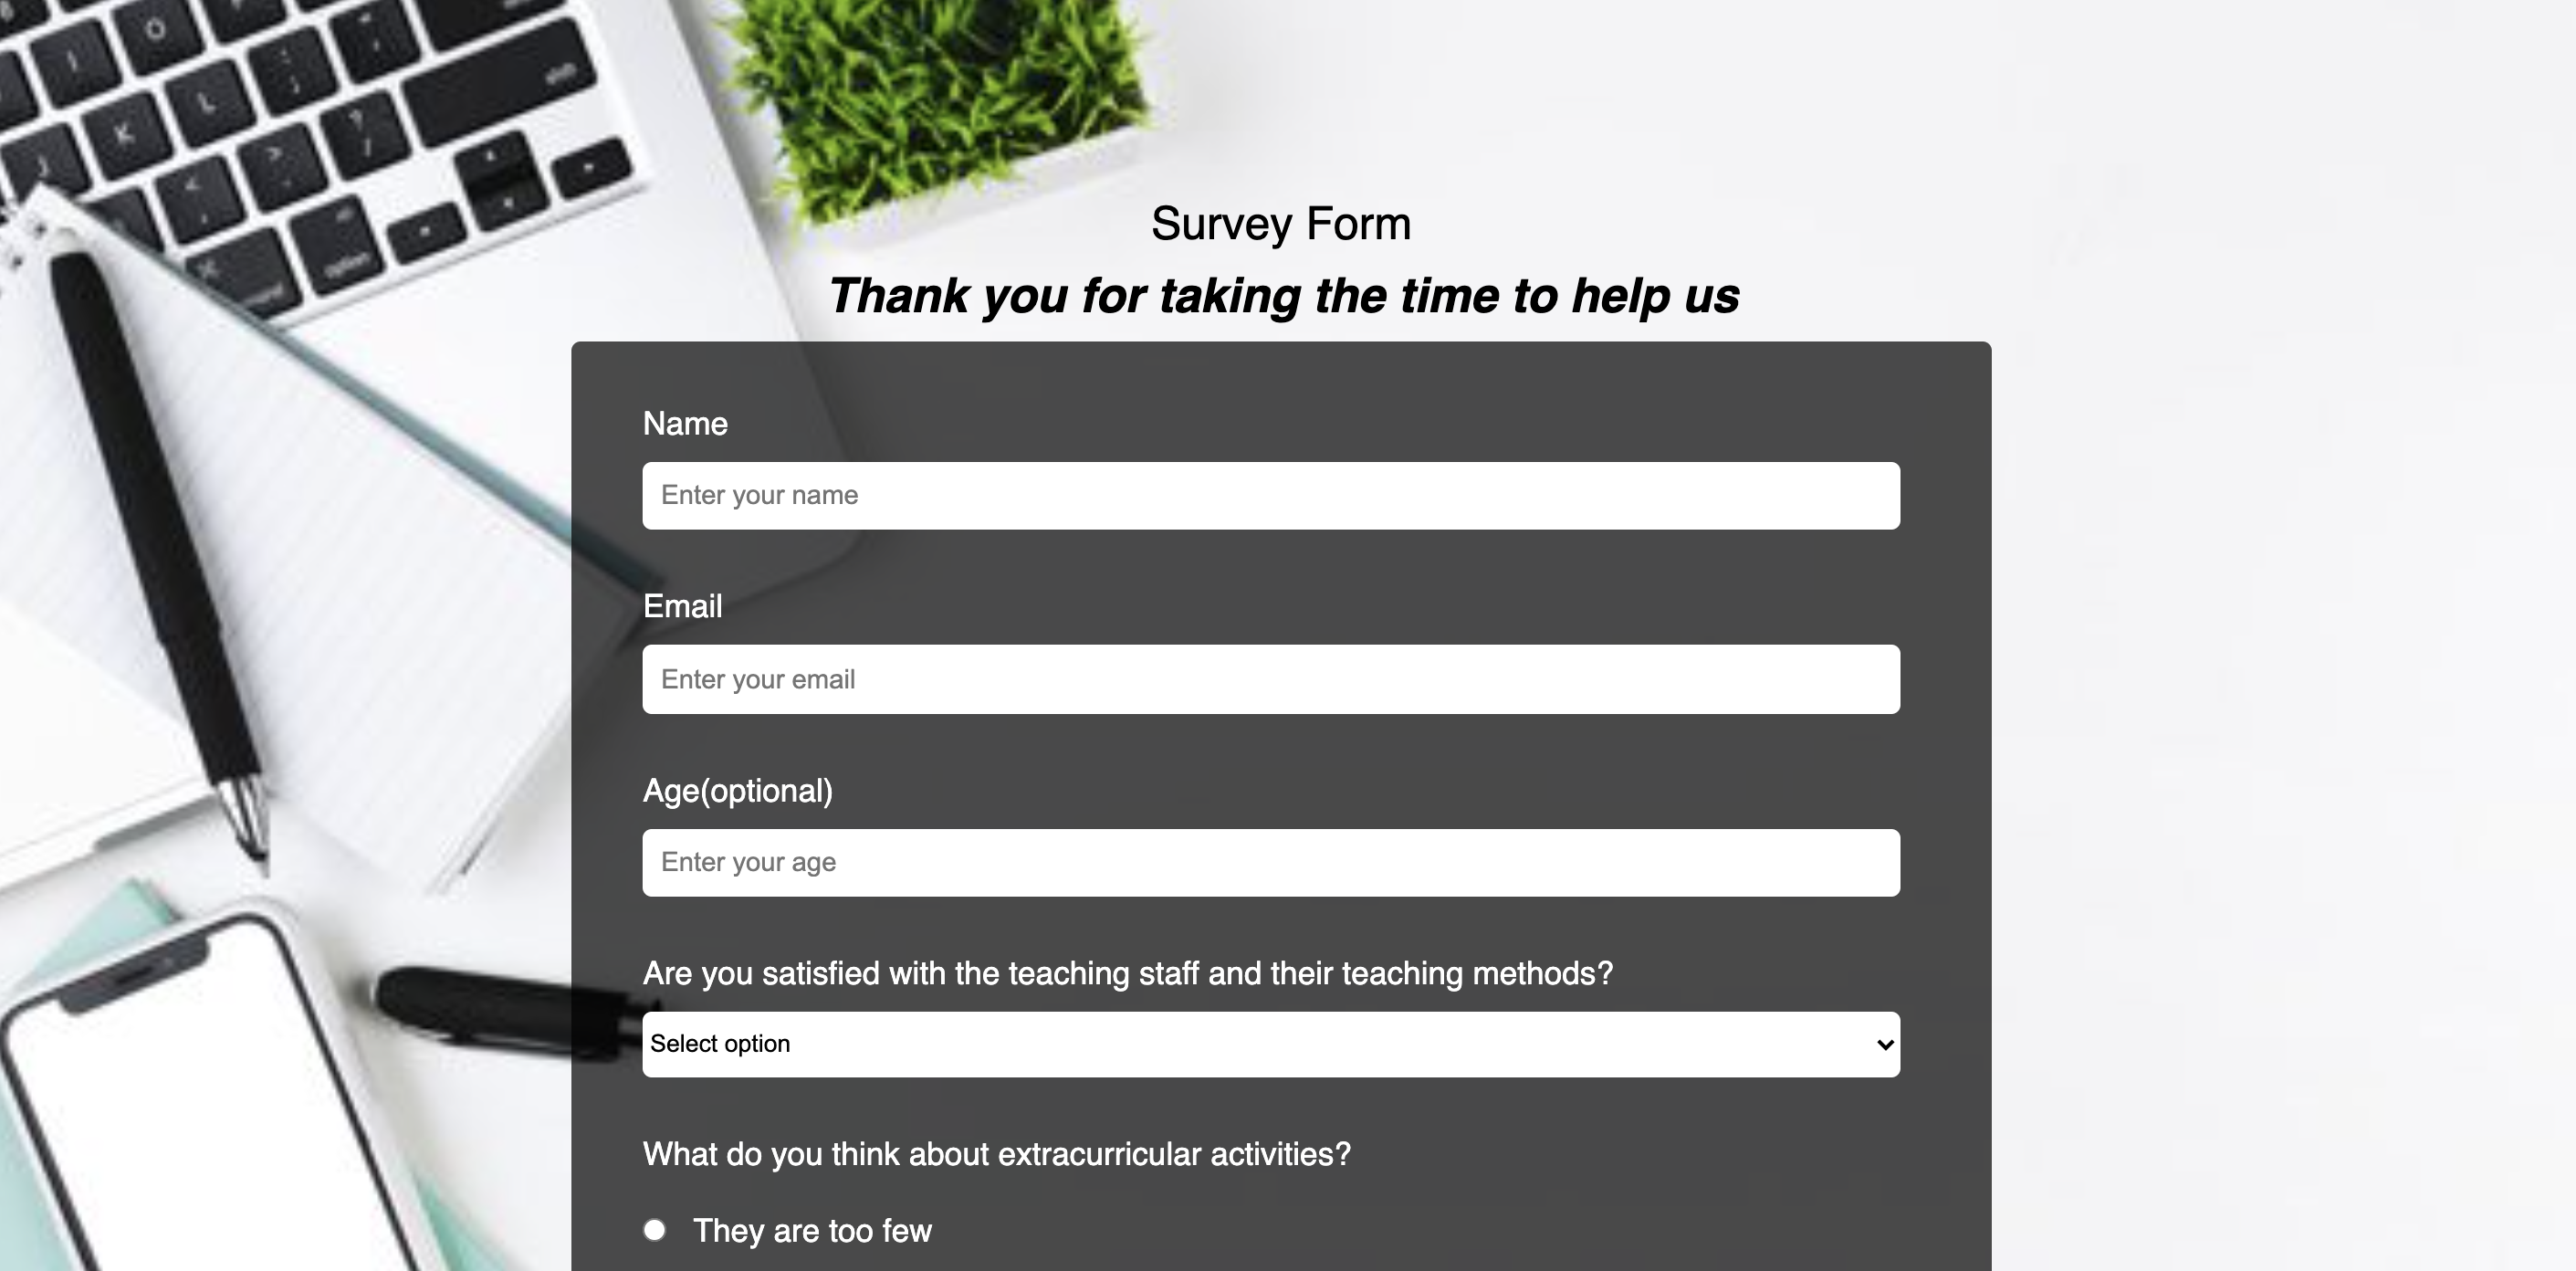 Survey Form
Thank you for taking the time to help us
Name
Enter your name
Email
Enter your email
Age(optional)
Enter your age
Are you satisfied with the teaching staff and their teaching methods?
Select option
What do you think about extracurricular activities?
They are too few